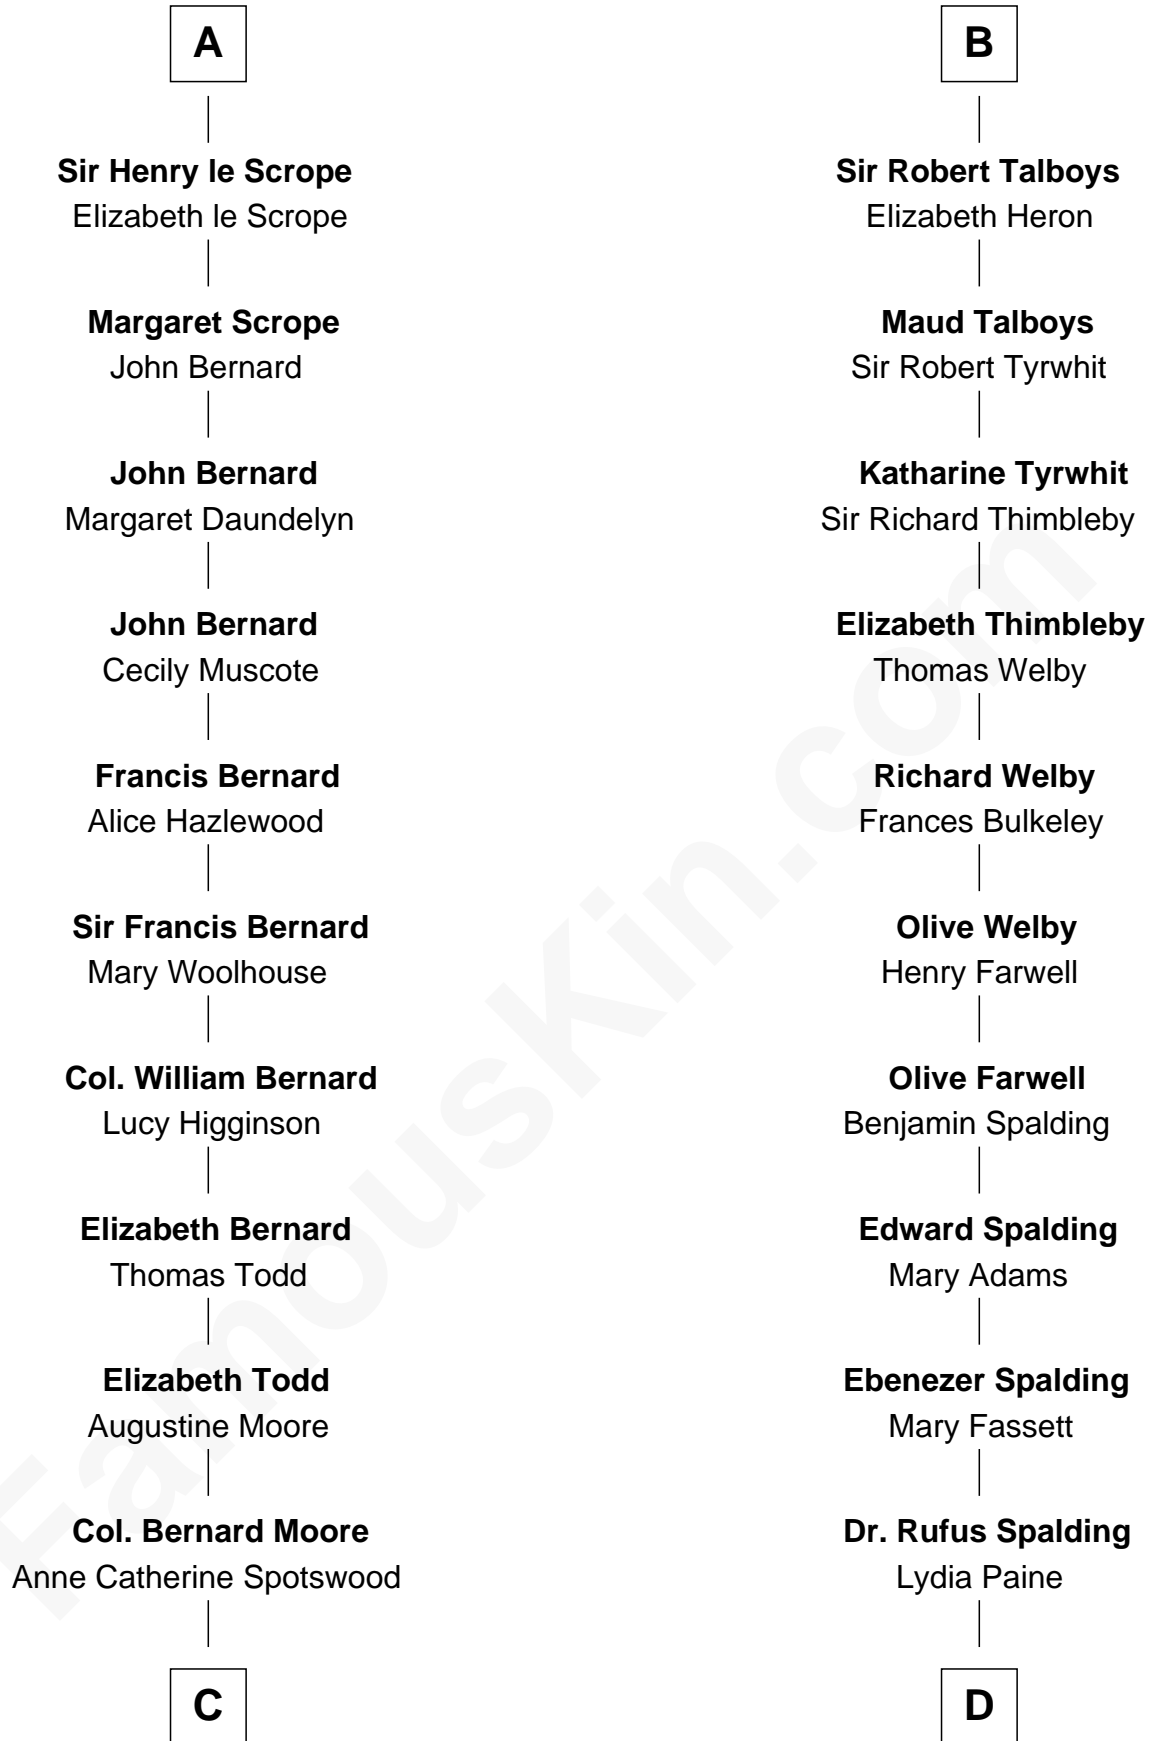 A
Sir Henry le Scrope
Elizabeth le Scrope
Margaret Scrope
John Bernard
John Bernard
Margaret Daundelyn
John Bernard
Cecily Muscote
Francis Bernard
Alice Hazlewood
Sir Francis Bernard
Mary Woolhouse
Col. William Bernard
Lucy Higginson
Elizabeth Bernard
Thomas Todd
Elizabeth Todd
Augustine Moore
Col. Bernard Moore
Anne Catherine Spotswood
C
B
Sir Robert Talboys
Elizabeth Heron
Maud Talboys
Sir Robert Tyrwhit
Katharine Tyrwhit
Sir Richard Thimbleby
Elizabeth Thimbleby
Thomas Welby
Richard Welby
Frances Bulkeley
Olive Welby
Henry Farwell
Olive Farwell
Benjamin Spalding
Edward Spalding
Mary Adams
Ebenezer Spalding
Mary Fassett
Dr. Rufus Spalding
Lydia Paine
D
FamousKin.com